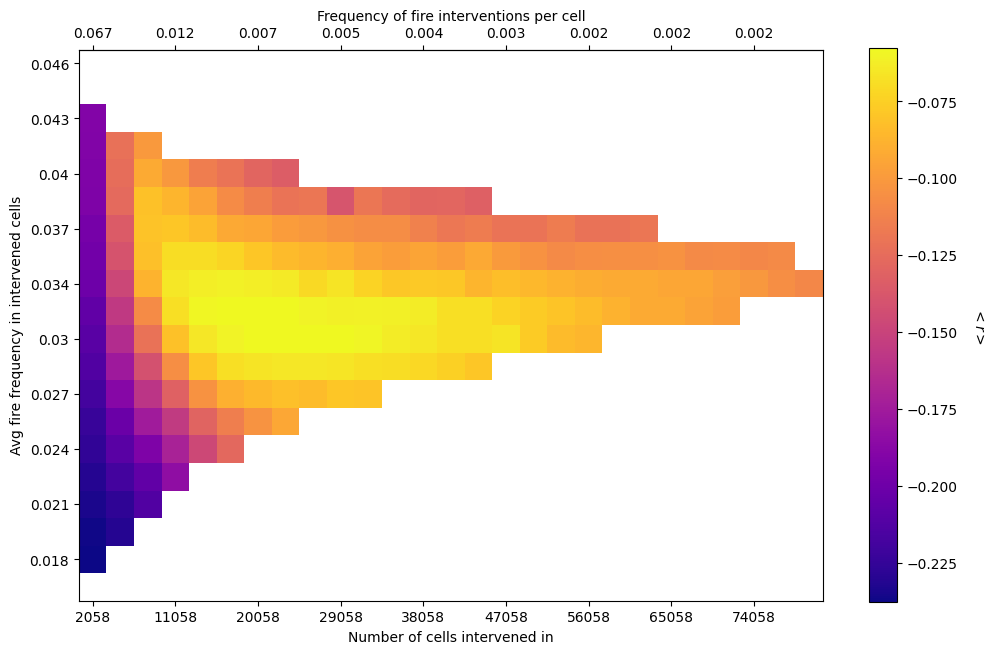 Frequency of fire interventions per cell
0.067 0.012 0.007 0.005 0.004 0.003 0.002 0.002 0.002
Avg fire frequency in intervened cells
0.046
0.043
0.04
0.037
0.034
0.03
0.027
0.024
0.021
0.018
2058 11058 20058 29058 38058 47058 56058 65058 74058
Number of cells intervened in
−0.075
−0.100
−0.125
−0.150
−0.175
−0.200
−0.225
<r>